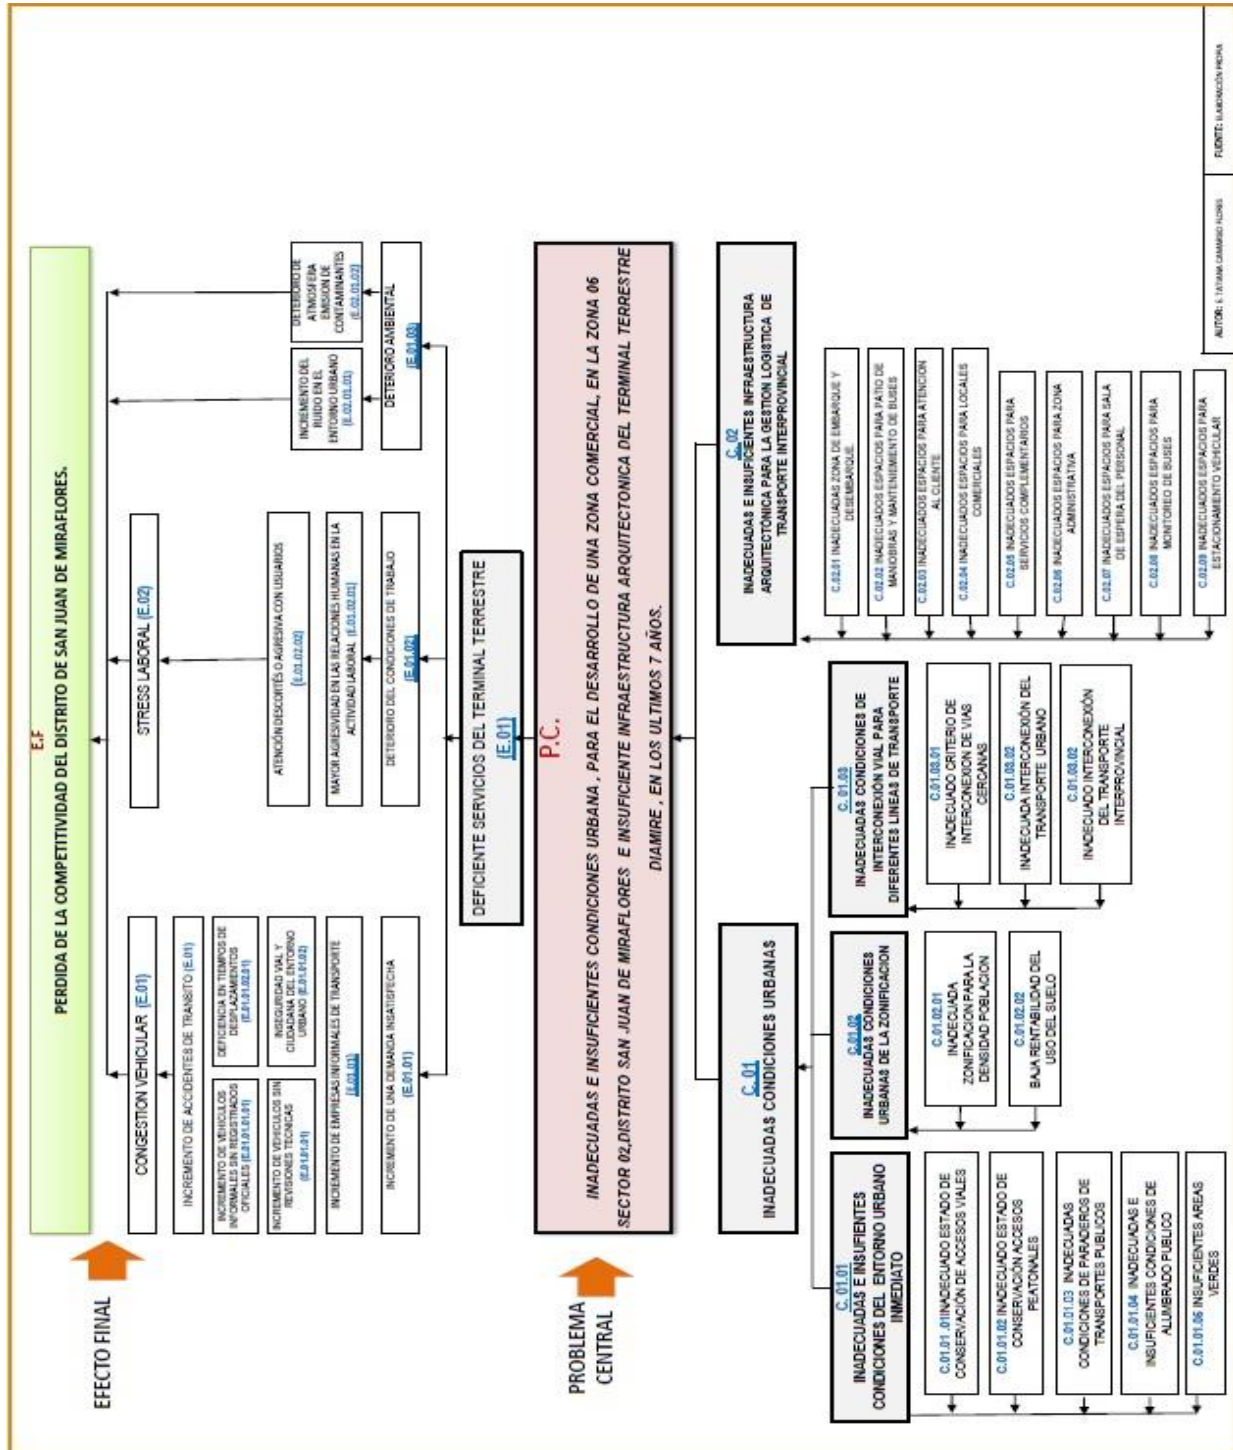 EFECTO FINAL
E.F
PERDIDA DE LA COMPETITIVIDAD DEL DISTRITO DE SAN JUAN DE MIRAFLORES.
CONGESTION VEHICULAR (E.01)
INCREMENTO DE ACCIDENTES DE TRANSITO (E.01)
INCREMENTO DE VEHICULOS
INFORMALES SIN REGISTRADOS
OFICIALES (E.01.01.01.01)
DEFICIENCIA EN TIEMPOS DE
DESPLAZAMIENTOS
(E.01.01.02.01)
INCREMENTO DE VEHICULOS SIN
REVISIONES TECNICAS
(E.01.01.01)
INSEGURIDAD VIAL Y
CIUDADANA DEL ENTORNO
URBANO (E.01.01.02)
INCREMENTO DE EMPRESAS INFORMALES DE TRANSPORTE
(E.01.01)
INCREMENTO DE UNA DEMANCIA INSATISFECHA
(E.01.01)
STRESS LABORAL (E.02)
ATENCIÓN DESCORTÉS O AGRESIVA CON USUARIOS
(E.01.02.02)
MAYOR AGRESIVIDAD EN LAS RELACIONES HUMANAS EN LA
ACTIVIDAD LABORAL (E.01.02.01)
DETERIORO DEL CONDICIONES DE TRABAJO
(E.01.02)
INCREMENTO DEL
RUIDO EN EL
ENTORNO URBANO
(E.02.01.01)
DETERIORO DE
ATMOSFERA
EMISION DE
CONTAMINANTES
(E.02.01.02)
DETERIORO AMBIENTAL
(E.01.03)
DEFICIENTE SERVICIOS DEL TERMINAL TERRESTRE
(E.01)
PROBLEMA
CENTRAL
P.C.
INADECUADAS E INSUFICIENTES CONDICIONES URBANA , PARA EL DESARROLLO DE UNA ZONA COMERCIAL, EN LA ZONA 06
SECTOR 02,DISTRITO SAN JUAN DE MIRAFLORES E INSUFICIENTE INFRAESTRUCTURA ARQUITECTONICA DEL TERMINAL TERRESTRE
DIAMIRE , EN LOS ULTIMOS 7 AÑOS.
C. 01
INADECUADAS CONDICIONES URBANAS
C. 02
INADECUADAS E INSUFICIENTES INFRAESTRUCTURA
ARQUITECTÓNICA PARA LA GESTION LOGISTICA DE
TRANSPORTE INTERPROVINCIAL
C. 01.01
INADECUADAS E INSUFIENTES
CONDICIONES DEL ENTORNO URBANO
INMEDIATO
C.01.01 .01INADECUADO ESTADO DE
CONSERVACIÓN DE ACCESOS VIALES
C.01.01.02 INADECUADO ESTADO DE
CONSERVACIÓN ACCESOS
PEATONALES
C.01.01.03 INADECUADAS
CONDICIONES DE PARADEROS DE
TRANSPORTES PUBLICOS
C.01.01.04 INADECUADAS E
INSUFICIENTES CONDICIONES DE
ALUMBRADO PUBLICO
C.01.01.05 INSUFICIENTES AREAS
VERDES
C.01.02
INADECUADAS CONDICIONES
URBANAS DE LA ZONIFICACION
C.01.02.01
INADECUADA
ZONIFICACION PARA LA
DENSIDAD POBLACION
C.01.02.02
BAJA RENTABILIDAD DEL
USO DEL SUELO
C. 01.03
INADECUADAS CONDICIONES DE
INTERCONEXIÓN VIAL PARA
DIFERENTES LINEAS DE TRANSPORTE
C.01.03.01
INADECUADO CRITERIO DE
INTERCONEXION DE VIAS
CERCANAS
C.01.03.02
INADECUADA INTERCONEXIÓN DEL
TRANSPORTE URBANO
C.01.03.02
INADECUADO INTERCONEXIÓN
DEL TRANSPORTE
INTERPROVINCIAL
C.02.01 INADECUADAS ZONA DE EMBARQUE Y
DESEMBARQUE.
C.02.02 INADECUADOS ESPACIOS PARA PATIO DE
MANIOBRAS Y MANTENIEMIENTO DE BUSES
C.02.03 INADECUADOS ESPACIOS PARA ATENCION
AL CLIENTE
C.02.04 INADECUADOS ESPACIOS PARA LOCALES
COMERCIALES
C.02.05 INADECUADOS ESPACIOS PARA
SERVICIOS COMPLEMENTARIOS
C.02.06 INADECUADOS ESPACIOS PARA ZONA
ADMINISTRATIVA
C.02.07 INADECUADOS ESPACIOS PARA SALA
DE ESPERA DEL PERSONAL
C.02.08 INADECUADOS ESPACIOS PARA
MONITOREO DE BUSES
C.02.09 INADECUADOS ESPACIOS PARA
ESTACIONAMIENTO VEHICULAR
AUTOR: E. TATIANA CAMARGO FLORES
FUENTE: ELABORACIÓN PROPIA